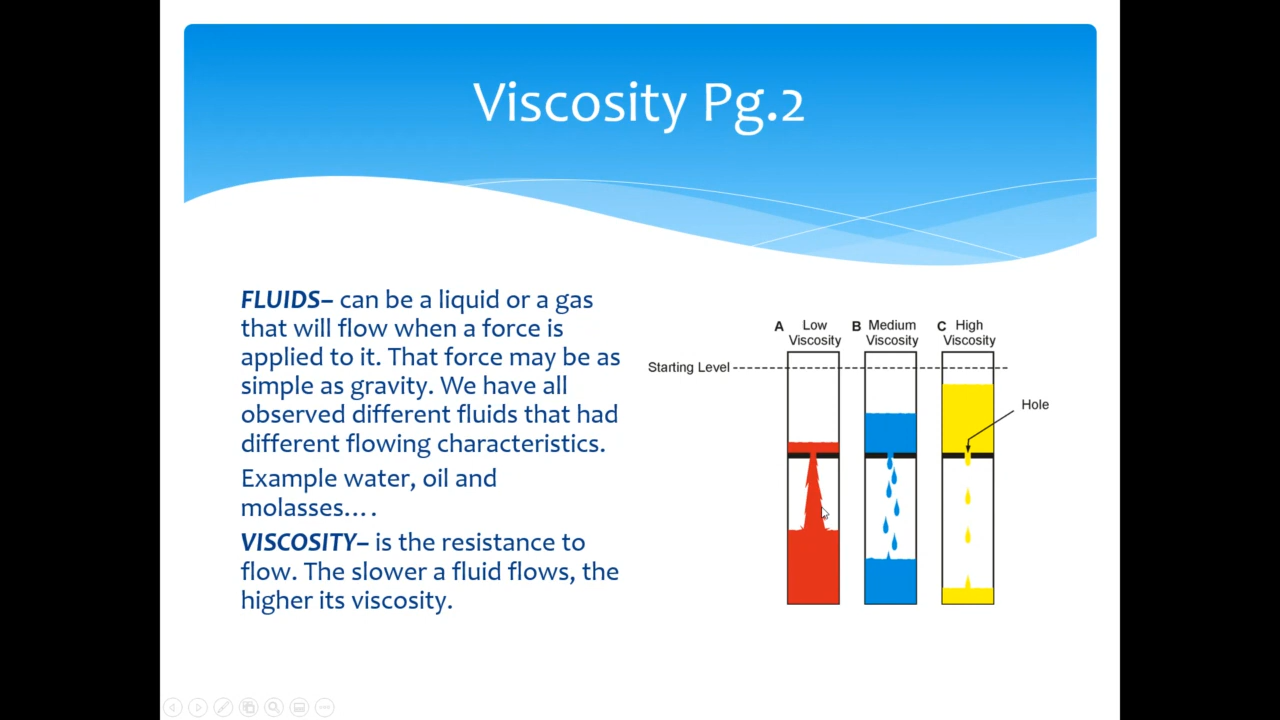 Viscosity Pg.2
FLUIDS– can be a liquid or a gas
that will flow when a force is
applied to it. That force may be as
simple as gravity. We have all
observed different fluids that had
different flowing characteristics.
Example water, oil and
molasses….
VISCOSITY– is the resistance to
flow. The slower a fluid flows, the
higher its viscosity.
A Low Viscosity
B Medium Viscosity
C High Viscosity
Starting Level
Hole